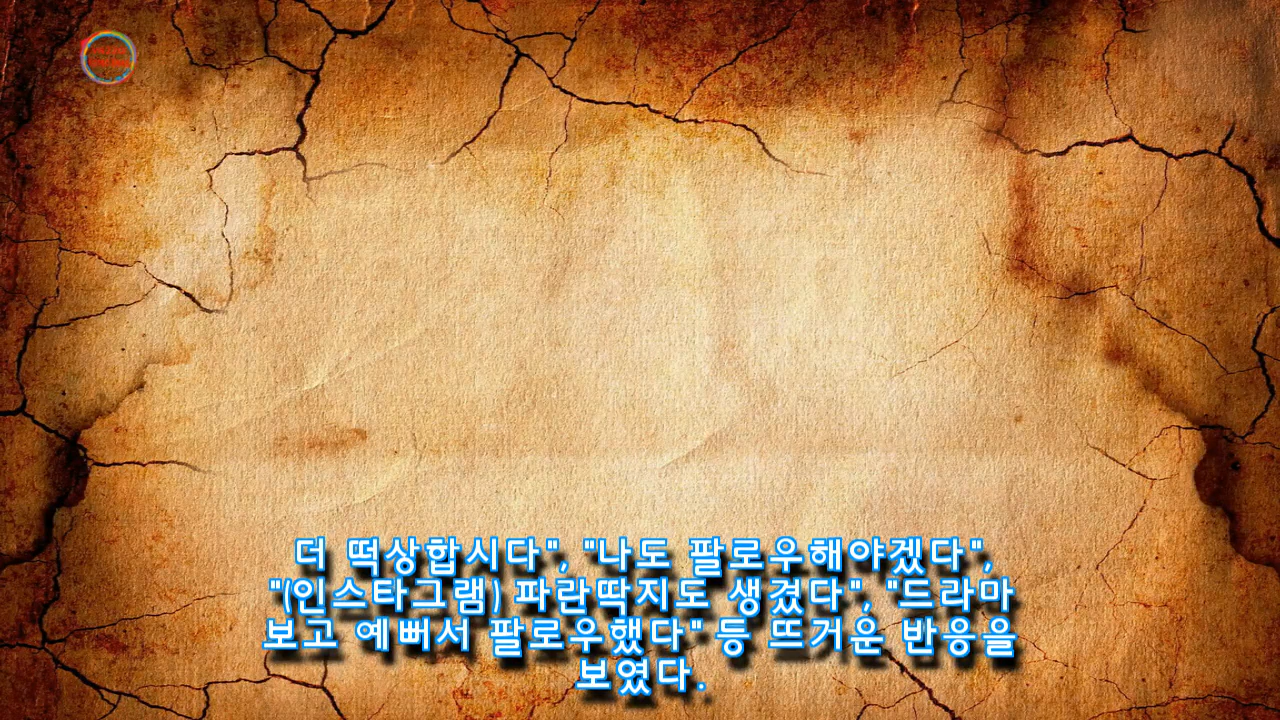 더 떡상합시다", "나도 팔로우해야겠다",
"(인스타그램) 파란딱지도 생겼다", "드라마
보고 예뻐서 팔로우했다" 등 뜨거운 반응을
보였다.